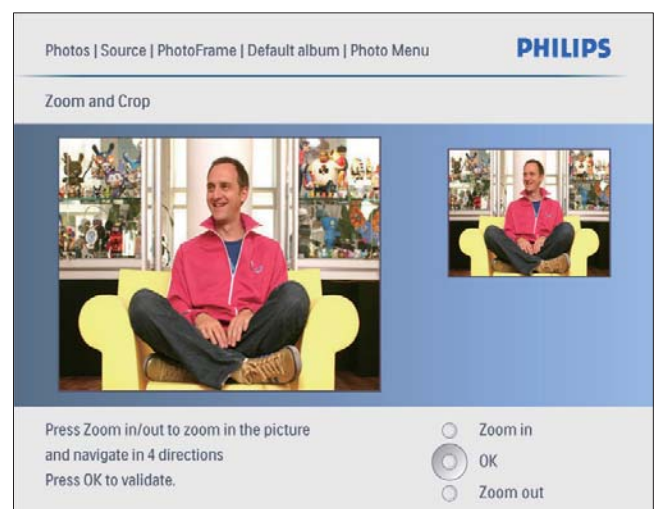 Photos | Source | PhotoFrame | Default album | Photo Menu
PHILIPS
Zoom and Crop
Press Zoom in/out to zoom in the picture
and navigate in 4 directions
Press OK to validate.
Zoom in
OK
Zoom out